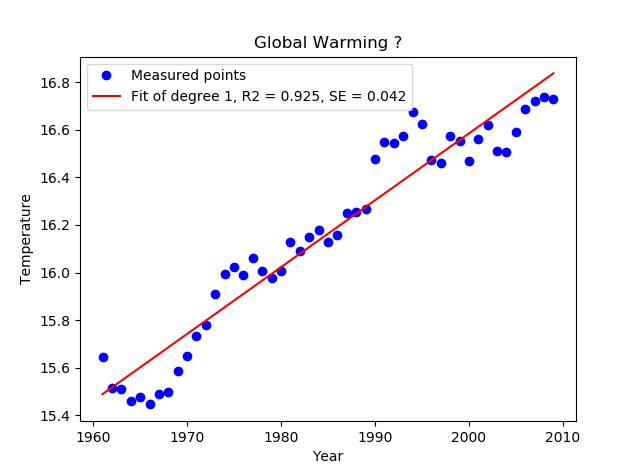 Global Warming ?
Measured points
Fit of degree 1, R2 = 0.925, SE = 0.042
16.8
16.6
16.4
16.2
16.0
15.8
15.6
15.4
Temperature
1960 1970 1980 1990 2000 2010
Year